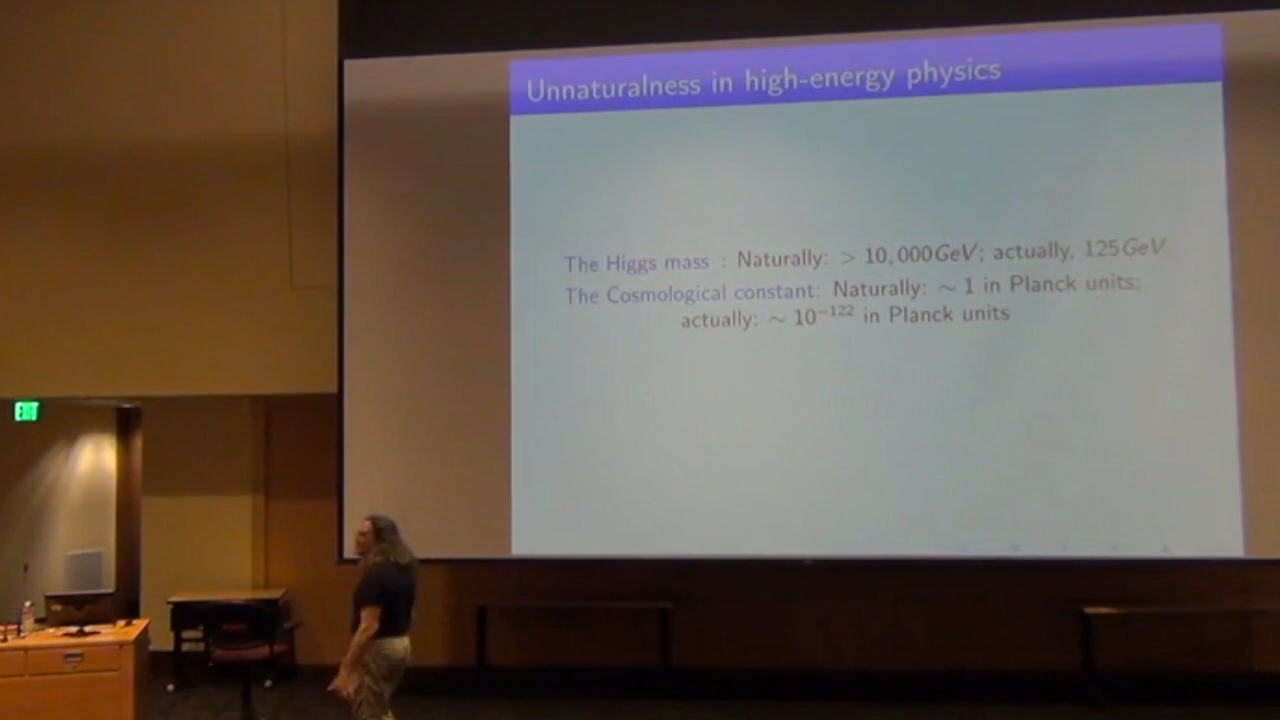 Unnaturalness in high-energy physics
The Higgs mass : Naturally: > 10,000GeV; actually, 125GeV
The Cosmological constant: Naturally: ~ 1 in Planck units;
actually: ~ 10⁻¹²² in Planck units
EXIT